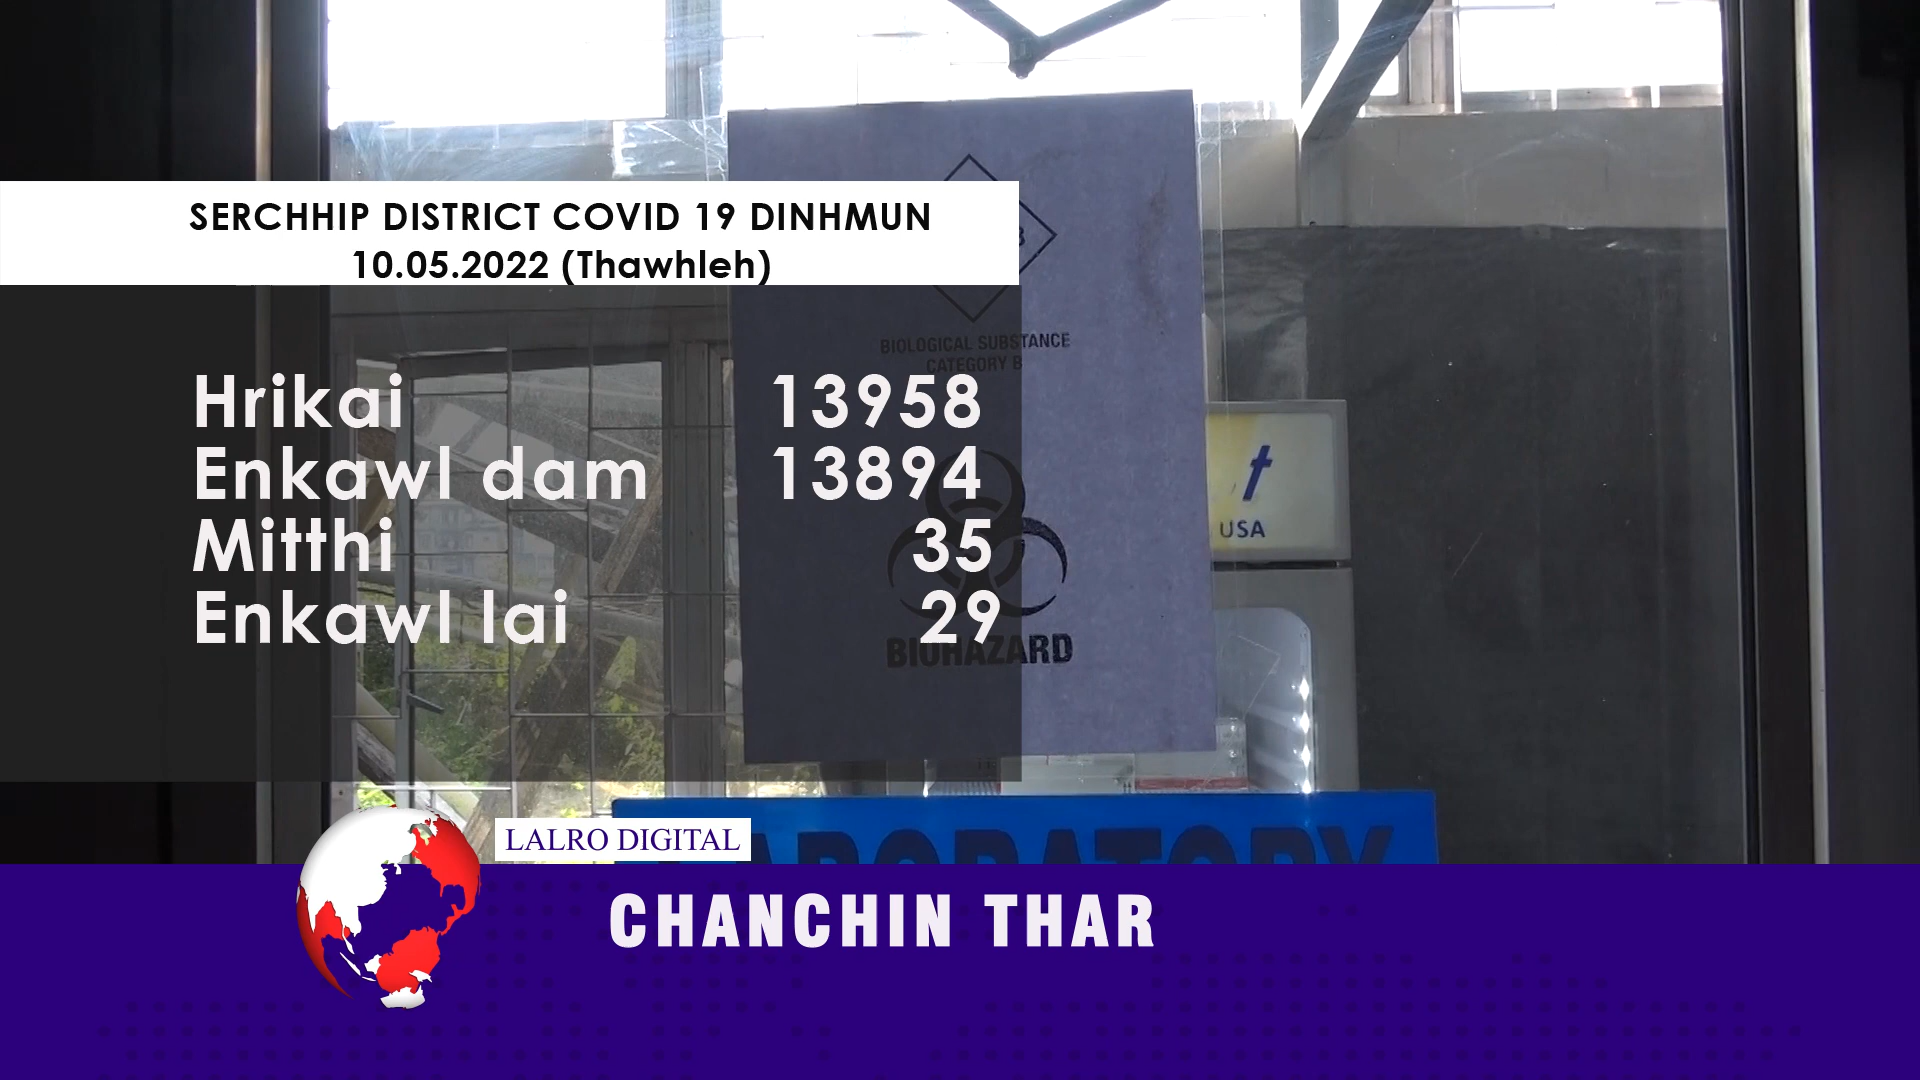 SERCHHIP DISTRICT COVID 19 DINHMUN
10.05.2022 (Thawhleh)
BIOLOGICAL SUBSTANCE
CATEGORY B
Hrikai 13958
Enkawl dam 13894
Mitthi 35
Enkawl lai 29
BIOHAZARD
t
USA
LABORATORY
LALRO DIGITAL
CHANCHIN THAR